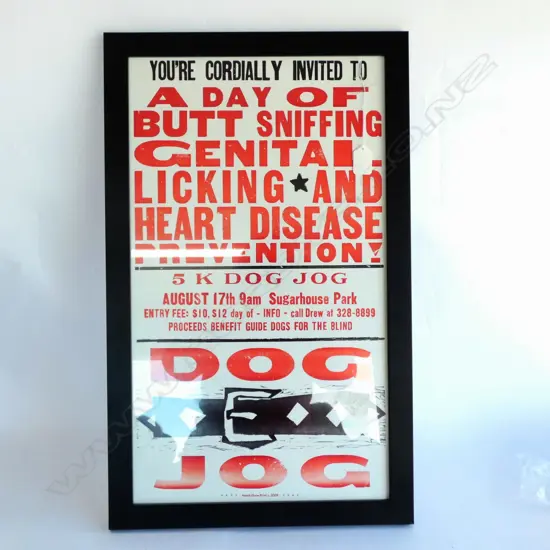 YOU'RE CORDIALLY INVITED TO
A DAY OF
BUTT SNIFFING
GENITAL
LICKING ★ AND
HEART DISEASE
PREVENTION!
5 K DOG JOG
AUGUST 17th 9am Sugarhouse Park
ENTRY FEE: $10, $12 day of - INFO - call Drew at 328-8899
PROCEEDS BENEFIT GUIDE DOGS FOR THE BLIND
DOG
JOG